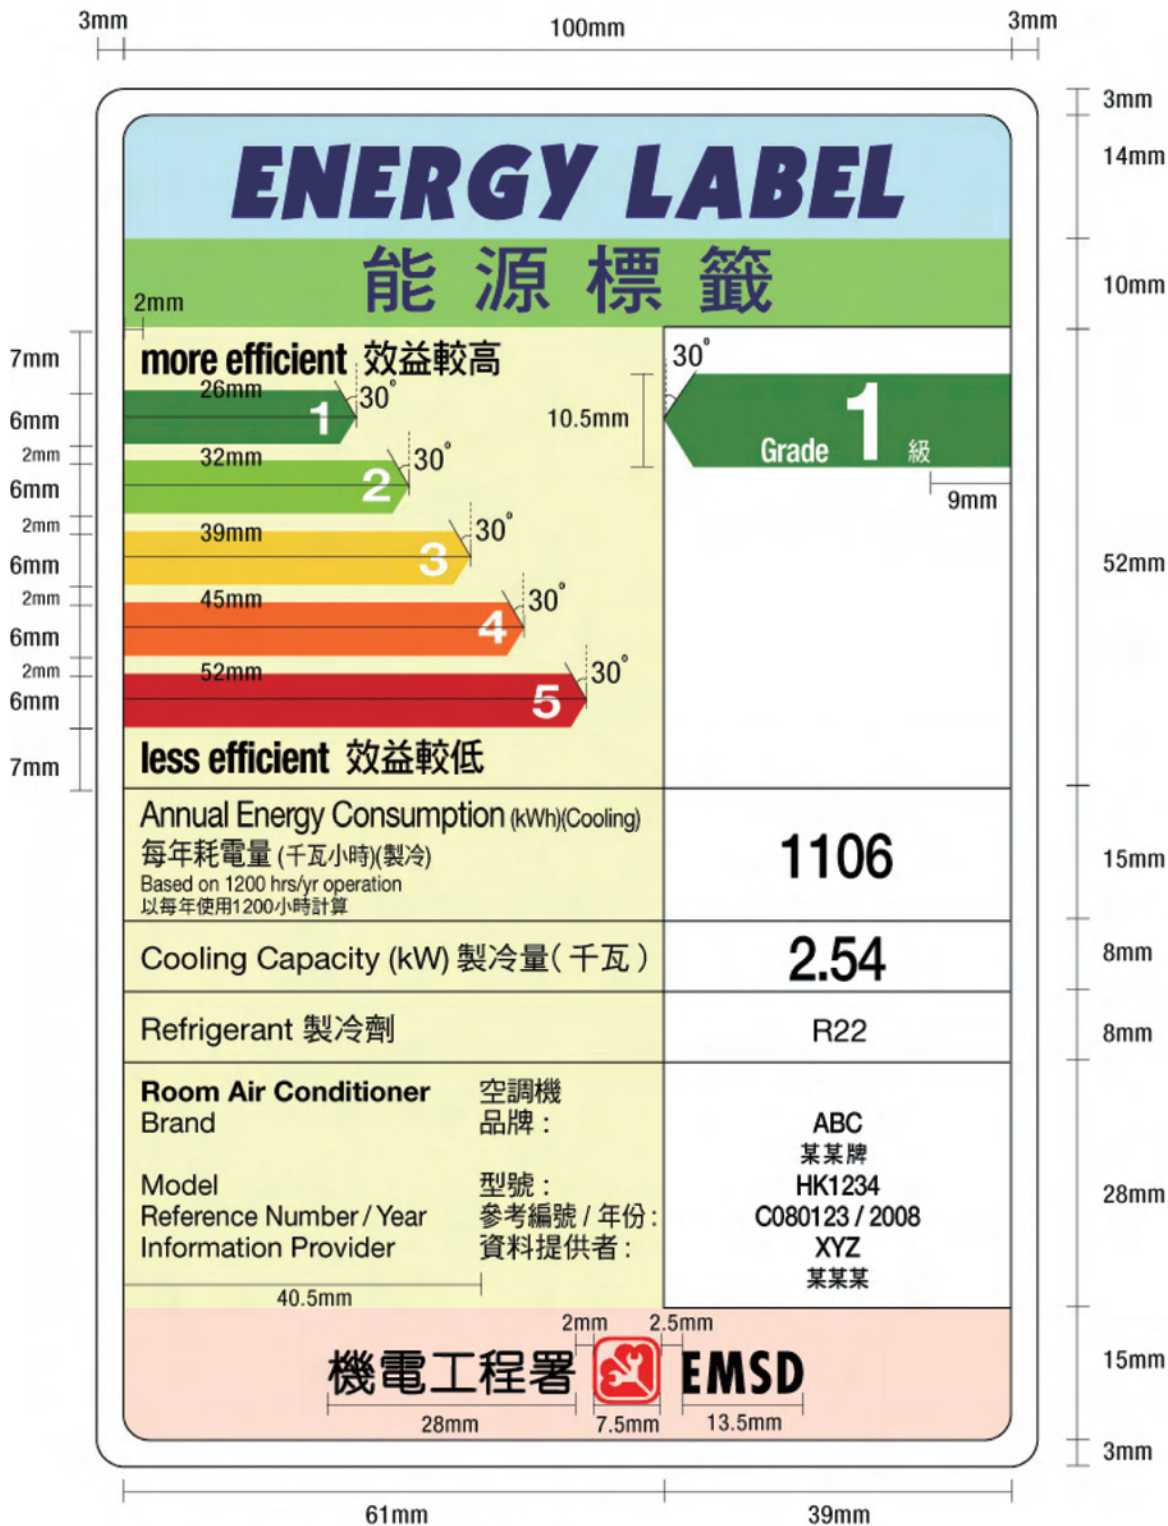 3mm 100mm 3mm
3mm
ENERGY LABEL
14mm
能源標籤
10mm
2mm
7mm
more efficient 效益較高
30°
26mm
30°
1
6mm
10.5mm
Grade 1 級
2mm
32mm
30°
2
6mm
9mm
2mm
39mm
30°
3
6mm
52mm
2mm
45mm
30°
4
6mm
2mm
52mm
30°
5
6mm
less efficient 效益較低
7mm
Annual Energy Consumption (kWh)(Cooling)
每年耗電量 (千瓦小時)(製冷)
Based on 1200 hrs/yr operation
以每年使用1200小時計算
1106
15mm
Cooling Capacity (kW) 製冷量( 千瓦 )
2.54
8mm
Refrigerant 製冷劑
R22
8mm
Room Air Conditioner 空調機
Brand 品牌 :
ABC
某某牌
Model 型號 :
HK1234
28mm
Reference Number / Year 參考編號 / 年份 :
C080123 / 2008
Information Provider 資料提供者 :
XYZ
某某某
40.5mm
2mm 2.5mm
機電工程署 EMSD
15mm
28mm 7.5mm 13.5mm
3mm
61mm 39mm